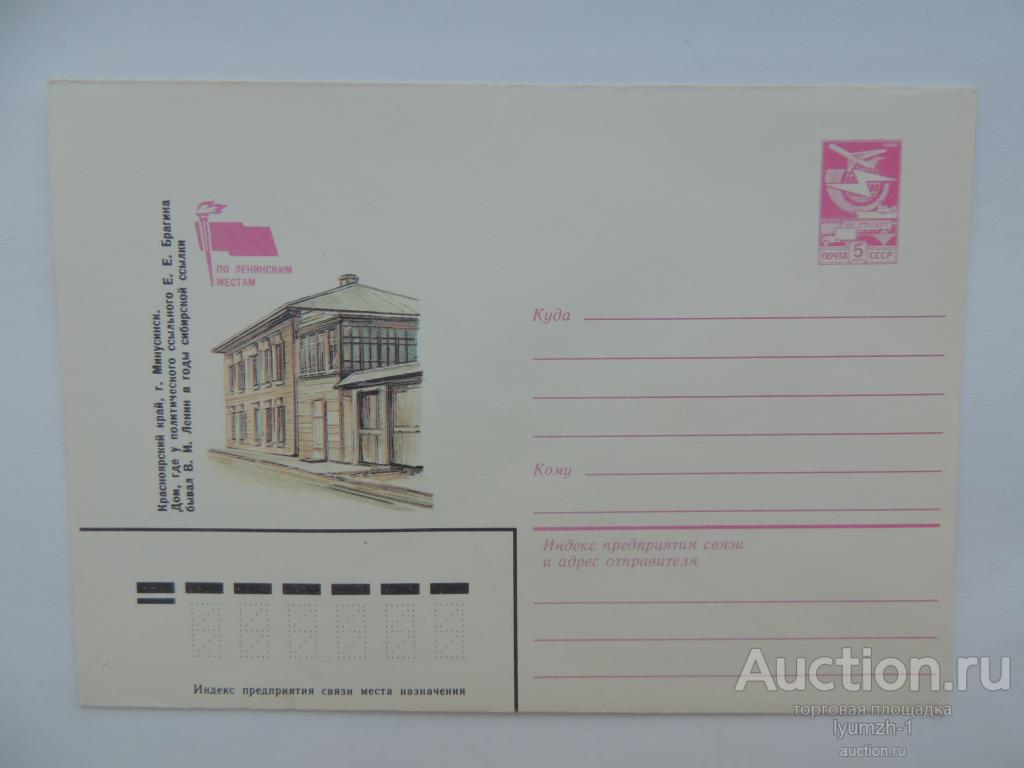 Красноярский край, г. Минусинск.
Дом, где у политического ссыльного Е. Е. Брагина
бывал В. И. Ленин в годы сибирской ссылки
ПО ЛЕНИНСКИМ
МЕСТАМ
ПОЧТА 5 СССР
Куда
Кому
Индекс предприятия связи
и адрес отправителя
Индекс предприятия связи места назначения
Auction.ru
торговая площадка
lyumzh-1
auction.ru